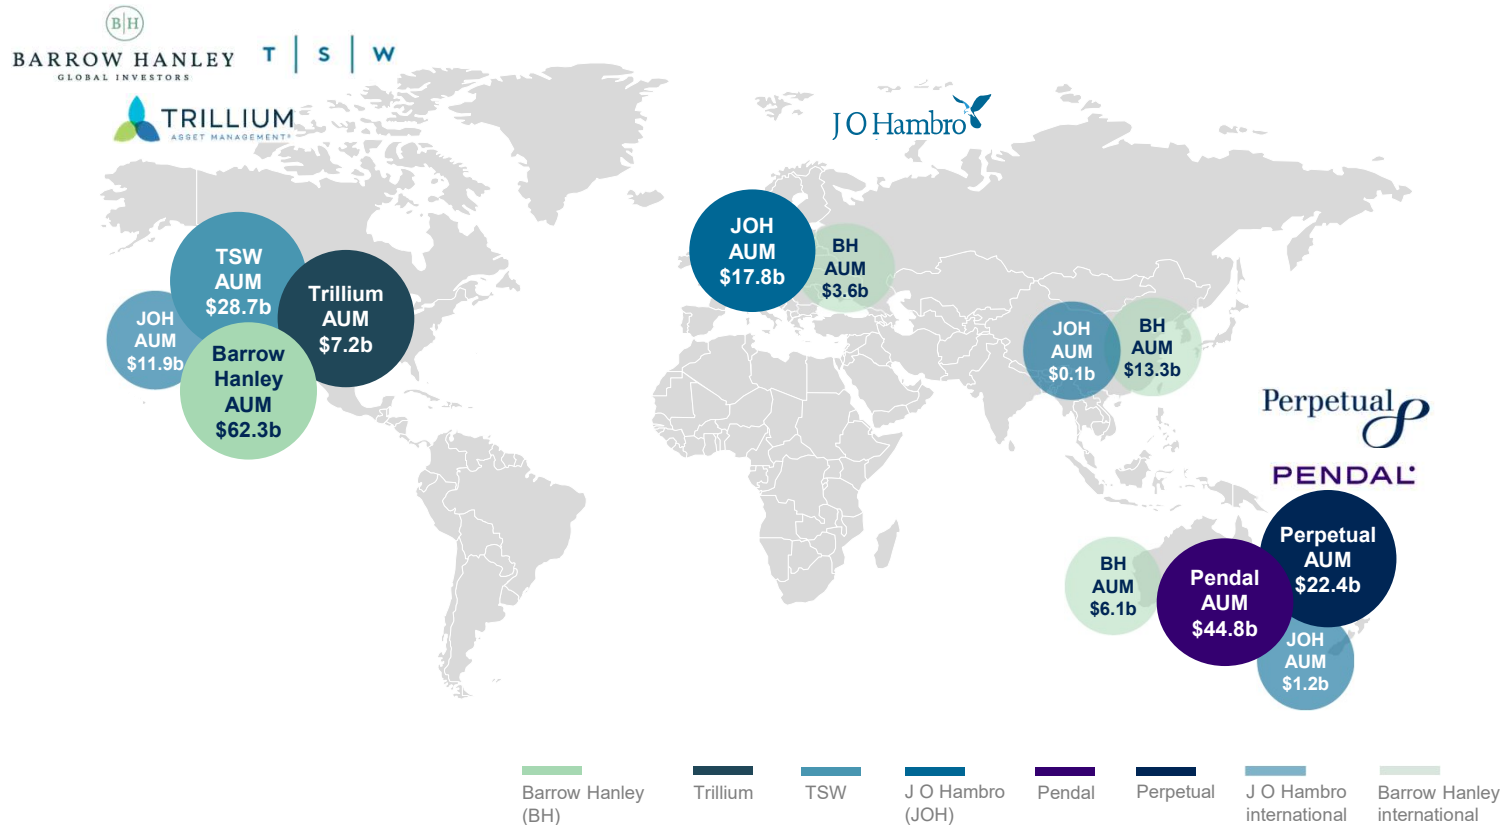 B|H
BARROW HANLEY
GLOBAL INVESTORS
T | S | W
TRILLIUM
ASSET MANAGEMENT®
J O Hambro
TSW
AUM
$28.7b
Trillium
AUM
$7.2b
JOH
AUM
$11.9b
Barrow
Hanley
AUM
$62.3b
JOH
AUM
$17.8b
BH
AUM
$3.6b
JOH
AUM
$0.1b
BH
AUM
$13.3b
Perpetual
PENDAL
Perpetual
AUM
$22.4b
BH
AUM
$6.1b
Pendal
AUM
$44.8b
JOH
AUM
$1.2b
Barrow Hanley
(BH)
Trillium
TSW
J O Hambro
(JOH)
Pendal
Perpetual
J O Hambro
international
Barrow Hanley
international